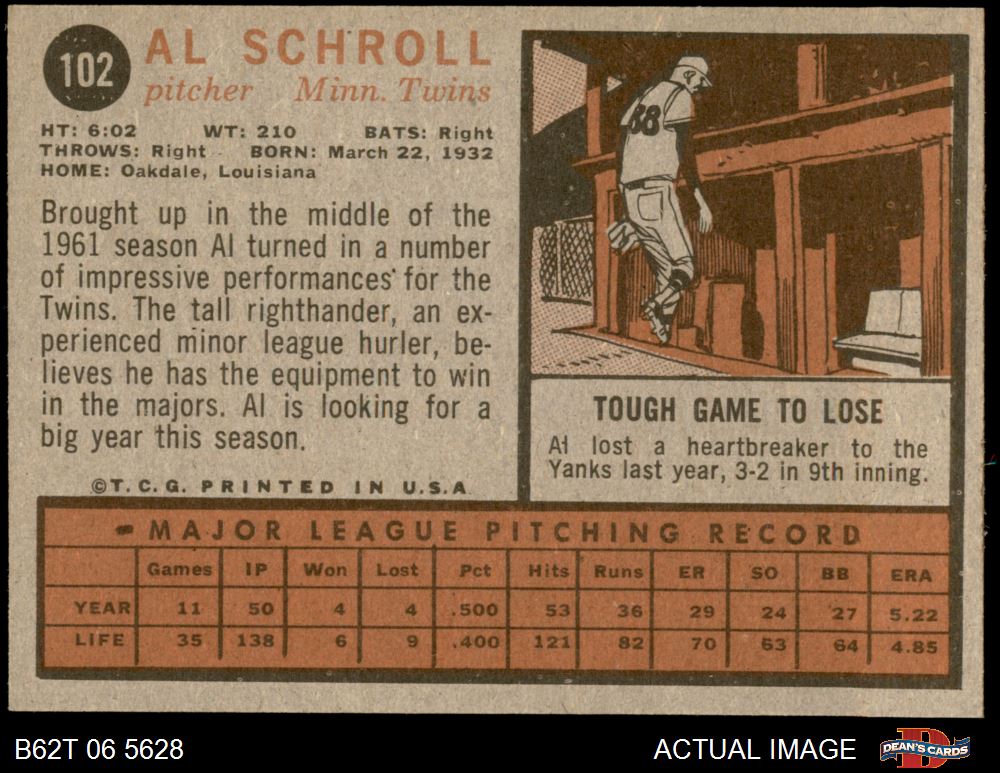 102
AL SCHROLL
pitcher Minn. Twins
HT: 6:02 WT: 210 BATS: Right
THROWS: Right BORN: March 22, 1932
HOME: Oakdale, Louisiana
Brought up in the middle of the
1961 season Al turned in a number
of impressive performances for the
Twins. The tall righthander, an ex-
perienced minor league hurler, be-
lieves he has the equipment to win
in the majors. Al is looking for a
big year this season.
©T.C.G. PRINTED IN U.S.A.
38
TOUGH GAME TO LOSE
Al lost a heartbreaker to the
Yanks last year, 3-2 in 9th inning.
MAJOR LEAGUE PITCHING RECORD
Games IP Won Lost Pct Hits Runs ER SO BB ERA
YEAR 11 50 4 4 .500 53 36 29 24 27 5.22
LIFE 35 138 6 9 .400 121 82 70 63 64 4.85
B62T 06 5628 ACTUAL IMAGE DEAN'S CARDS